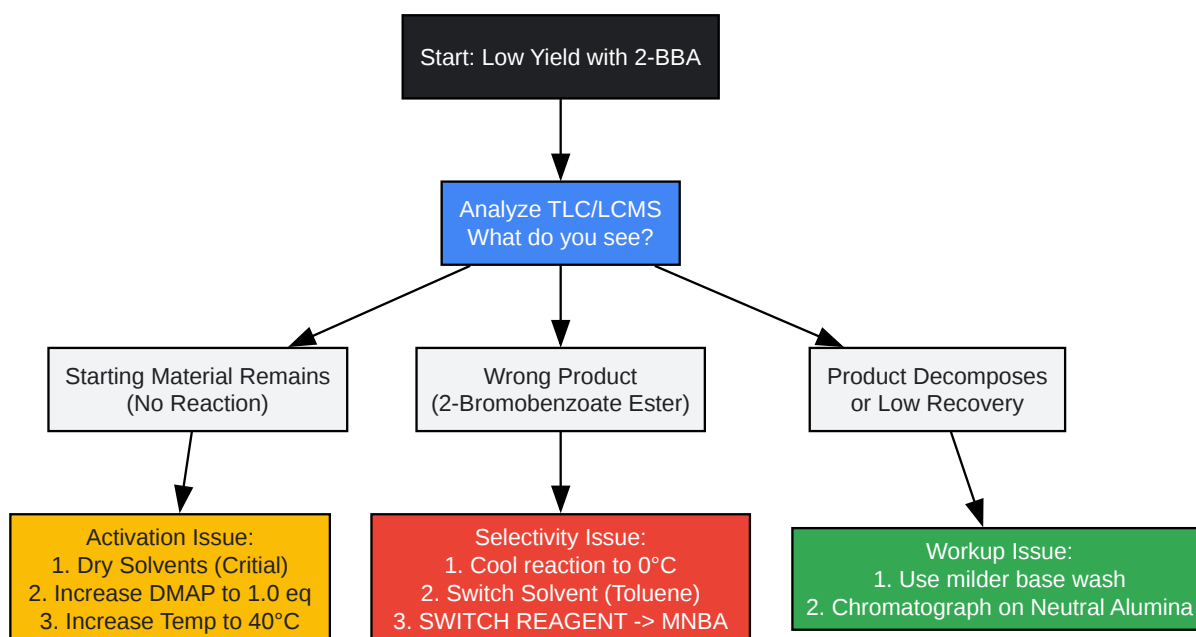 Start: Low Yield with 2-BBA
Analyze TLC/LCMS
What do you see?
Starting Material Remains
(No Reaction)
Wrong Product
(2-Bromobenzoate Ester)
Product Decomposes
or Low Recovery
Activation Issue:
1. Dry Solvents (Critial)
2. Increase DMAP to 1.0 eq
3. Increase Temp to 40°C
Selectivity Issue:
1. Cool reaction to 0°C
2. Switch Solvent (Toluene)
3. SWITCH REAGENT -> MNBA
Workup Issue:
1. Use milder base wash
2. Chromatograph on Neutral Alumina